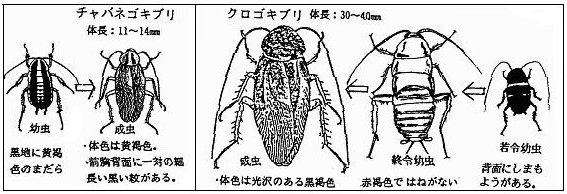 チャバネゴキブリ
体長：11～14mm
幼虫
黒地に黄褐
色のまだら
成虫
・体色は黄褐色。
・前胸背面に一対の縦
長い黒い紋がある。
クロゴキブリ 体長：30～40mm
成虫
・体色は光沢のある黒褐色
終令幼虫
赤褐色ではねがない
若令幼虫
背面にしまも
ようがある。